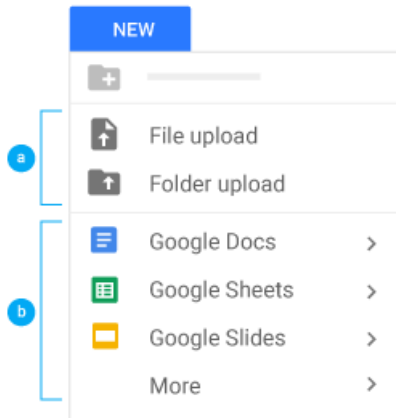 NEW
a
File upload
Folder upload
b
Google Docs
Google Sheets
Google Slides
More